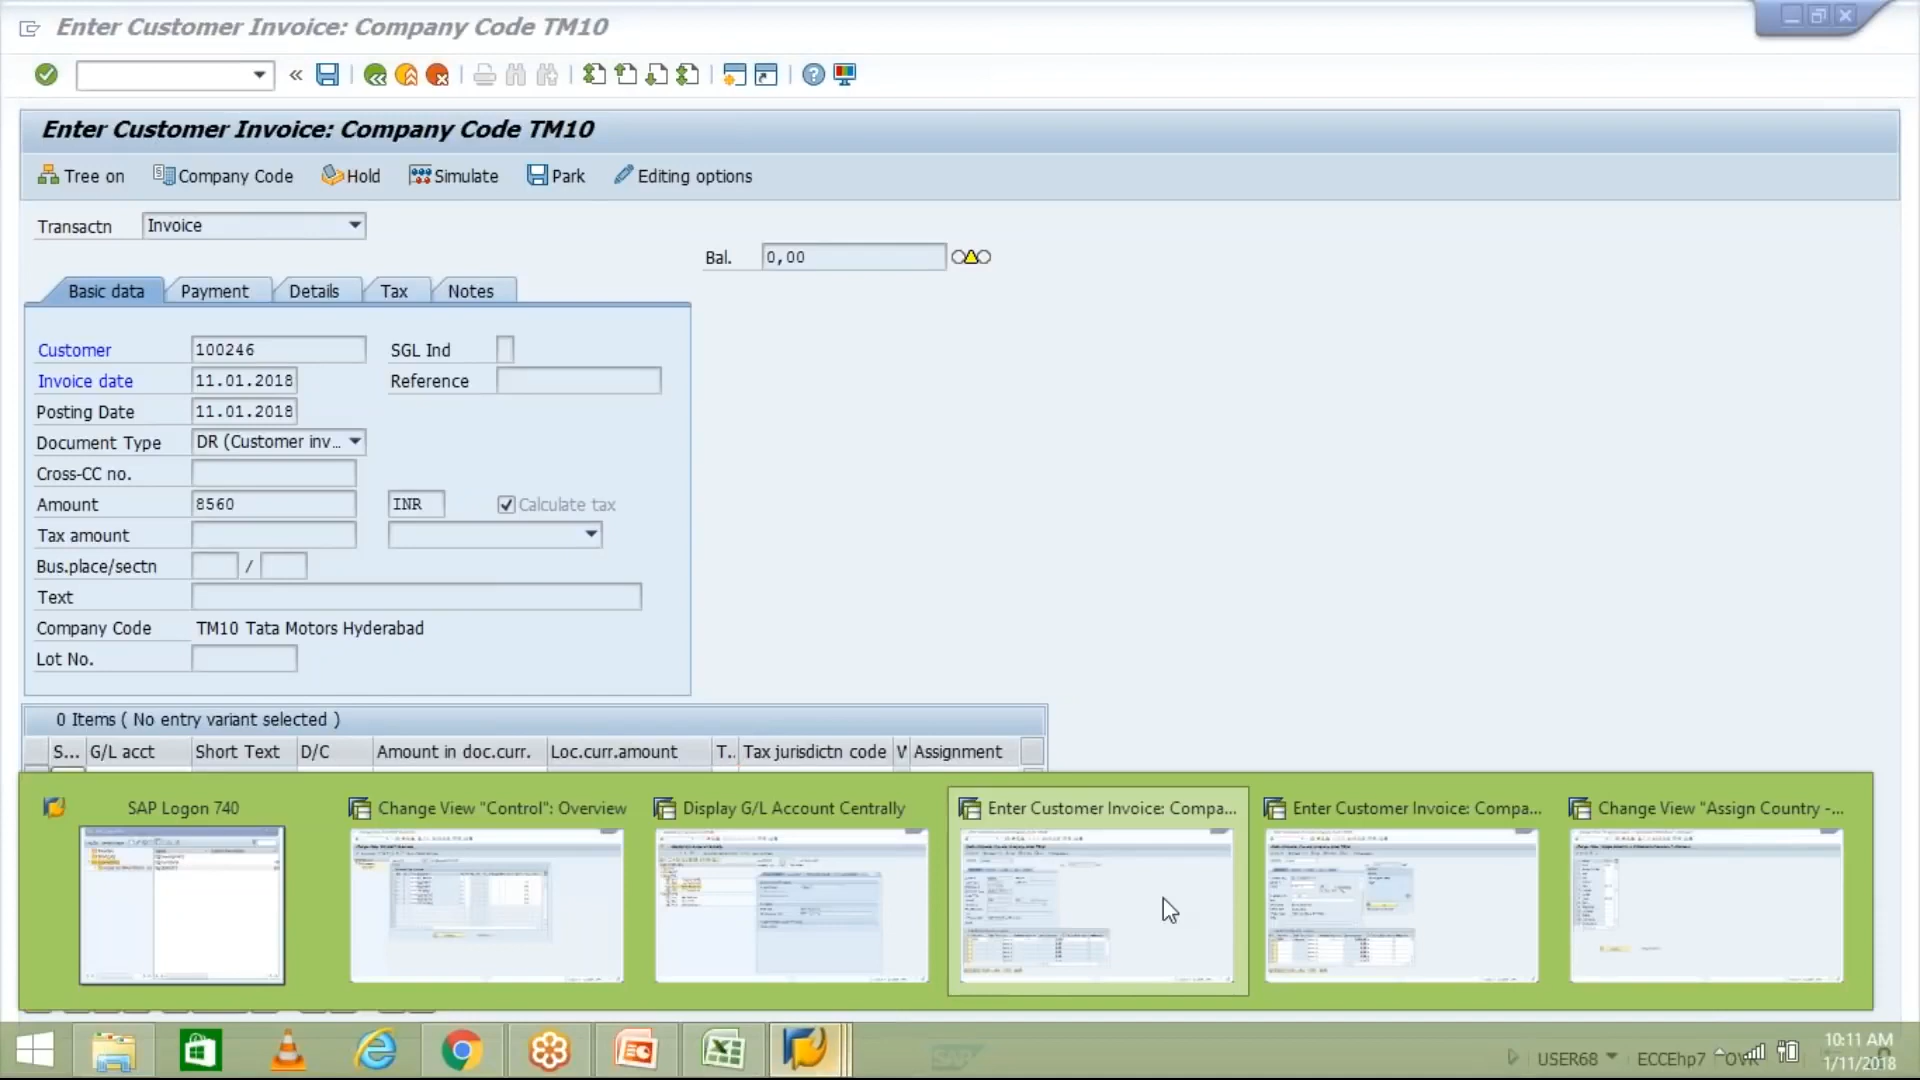 Enter Customer Invoice: Company Code TM10
Enter Customer Invoice: Company Code TM10
Tree on Company Code Hold Simulate Park Editing options
Transactn Invoice
Bal. 0,00
Basic data Payment Details Tax Notes
Customer 100246 SGL Ind
Invoice date 11.01.2018 Reference
Posting Date 11.01.2018
Document Type DR (Customer inv...
Cross-CC no.
Amount 8560 INR Calculate tax
Tax amount
Bus.place/sectn /
Text
Company Code TM10 Tata Motors Hyderabad
Lot No.
0 Items ( No entry variant selected )
S... G/L acct Short Text D/C Amount in doc.curr. Loc.curr.amount T.. Tax jurisdictn code V Assignment
SAP Logon 740 Change View "Control": Overview Display G/L Account Centrally Enter Customer Invoice: Compa... Enter Customer Invoice: Compa... Change View "Assign Country -...
SAP USER68 ECCEhp7 OVR 10:11 AM
1/11/2018